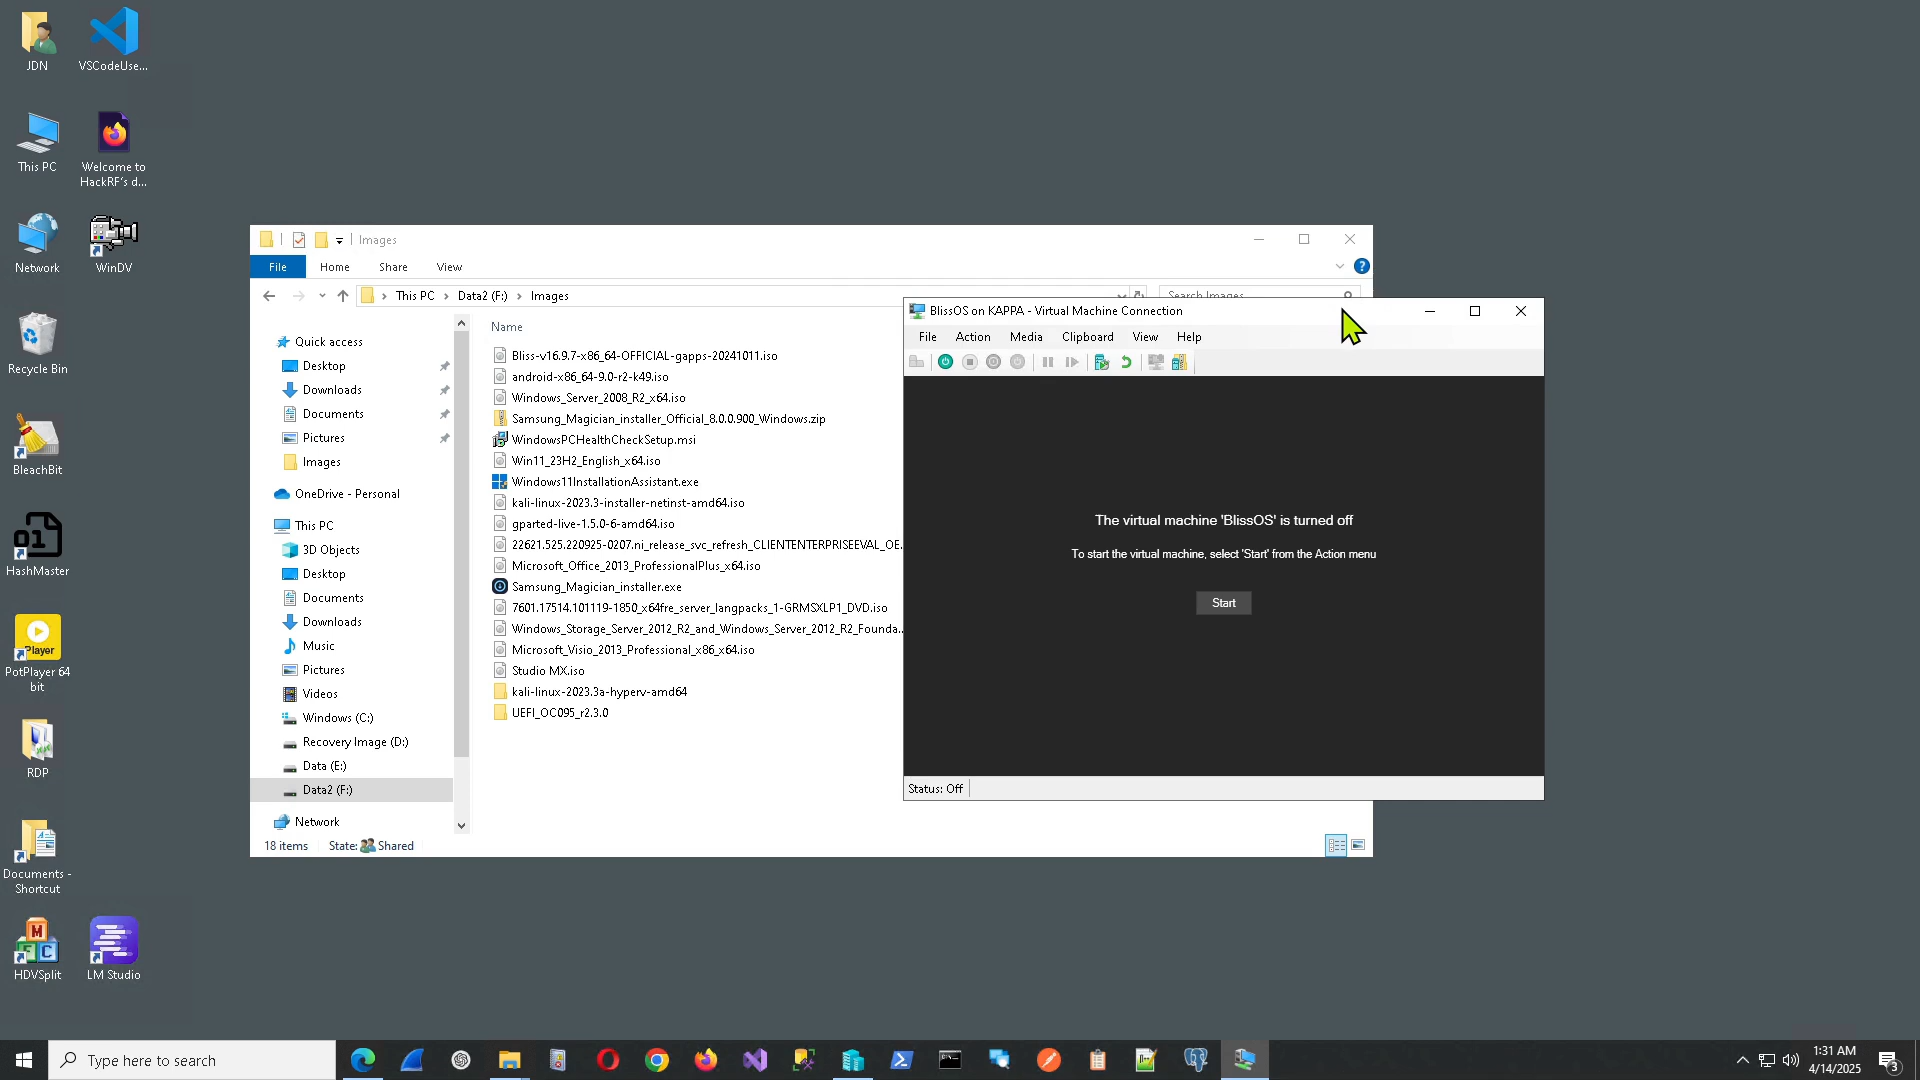 JDN
VSCodeUse...
This PC
Welcome to
HackRF's d...
Network
WinDV
Recycle Bin
BleachBit
HashMaster
Player
PotPlayer 64
bit
RDP
Documents -
Shortcut
M
F C
HDVSplit
LM Studio
Images
File
Home
Share
View
This PC
Data2 (F:)
Images
Search Images
Quick access
Desktop
Downloads
Documents
Pictures
Images
OneDrive - Personal
This PC
3D Objects
Desktop
Documents
Downloads
Music
Pictures
Videos
Windows (C:)
Recovery Image (D:)
Data (E:)
Data2 (F:)
Network
Name
Bliss-v16.9.7-x86_64-OFFICIAL-gapps-20241011.iso
android-x86_64-9.0-r2-k49.iso
Windows_Server_2008_R2_x64.iso
Samsung_Magician_installer_Official_8.0.0.900_Windows.zip
WindowsPCHealthCheckSetup.msi
Win11_23H2_English_x64.iso
Windows11InstallationAssistant.exe
kali-linux-2023.3-installer-netinst-amd64.iso
gparted-live-1.5.0-6-amd64.iso
22621.525.220925-0207.ni_release_svc_refresh_CLIENTENTERPRISEEVAL_OE...
Microsoft_Office_2013_ProfessionalPlus_x64.iso
Samsung_Magician_installer.exe
7601.17514.101119-1850_x64fre_server_langpacks_1-GRMSXLP1_DVD.iso
Windows_Storage_Server_2012_R2_and_Windows_Server_2012_R2_Founda...
Microsoft_Visio_2013_Professional_x86_x64.iso
Studio MX.iso
kali-linux-2023.3a-hyperv-amd64
UEFI_OC095_r2.3.0
18 items
State: Shared
BlissOS on KAPPA - Virtual Machine Connection
File
Action
Media
Clipboard
View
Help
The virtual machine 'BlissOS' is turned off
To start the virtual machine, select 'Start' from the Action menu
Start
Status: Off
Type here to search
1:31 AM
4/14/2025
3